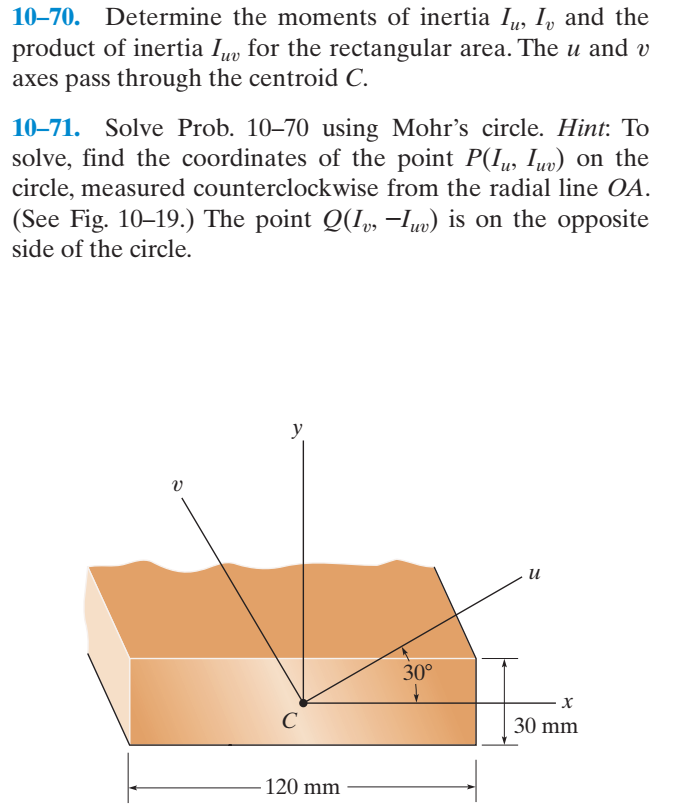 10–70. Determine the moments of inertia Iu, Iv and the
product of inertia Iuv for the rectangular area. The u and v
axes pass through the centroid C.
10–71. Solve Prob. 10–70 using Mohr's circle. Hint: To
solve, find the coordinates of the point P(Iu, Iuv) on the
circle, measured counterclockwise from the radial line OA.
(See Fig. 10–19.) The point Q(Iv, −Iuv) is on the opposite
side of the circle.
y
v
u
30°
x
C
30 mm
120 mm